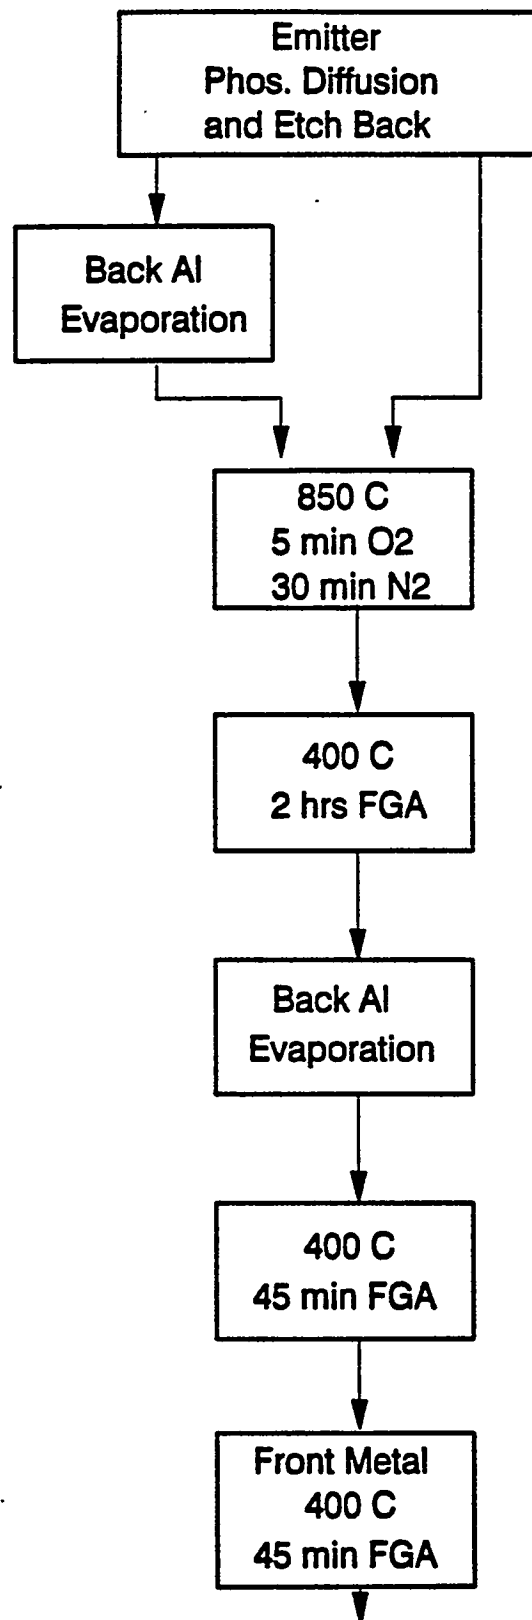 Emitter
Phos. Diffusion
and Etch Back
Back Al
Evaporation
850 C
5 min O2
30 min N2
400 C
2 hrs FGA
Back Al
Evaporation
400 C
45 min FGA
Front Metal
400 C
45 min FGA